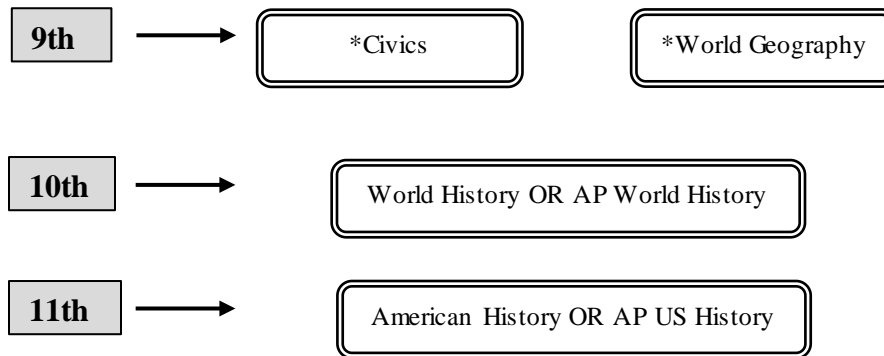 9th *Civics *World Geography
10th World History OR AP World History
11th American History OR AP US History